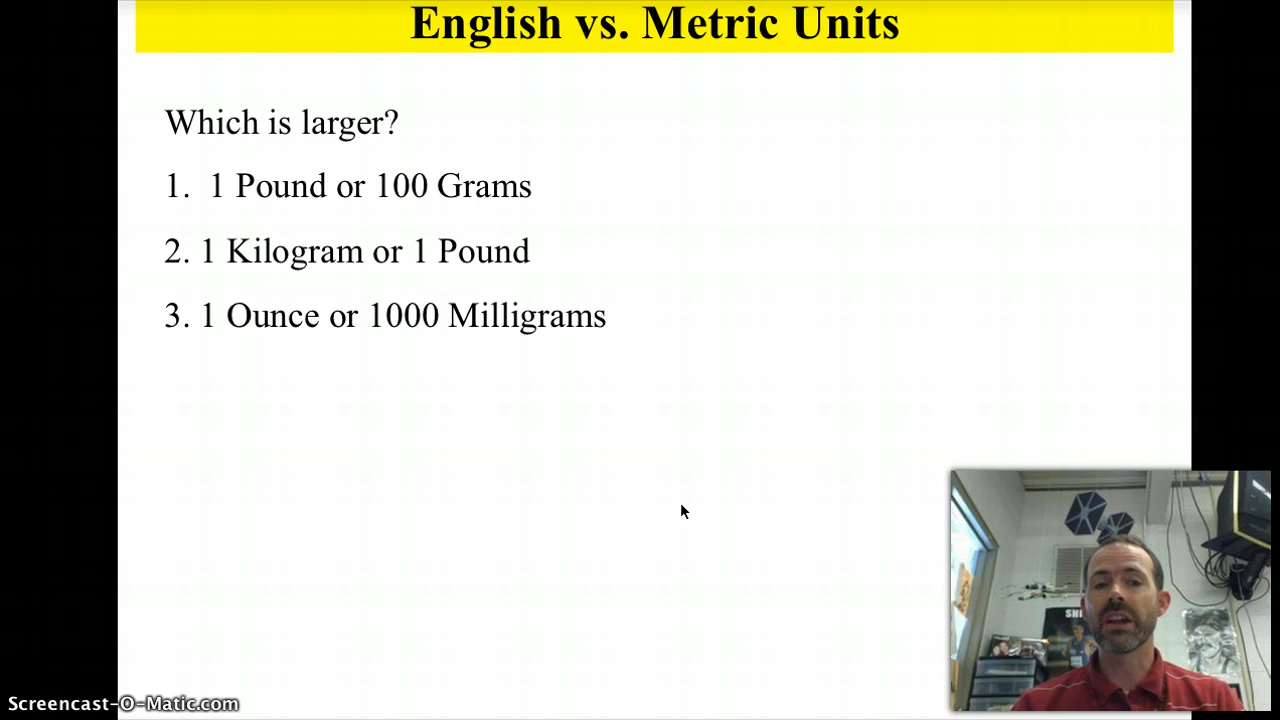 English vs. Metric Units
Which is larger?
1. 1 Pound or 100 Grams
2. 1 Kilogram or 1 Pound
3. 1 Ounce or 1000 Milligrams
Screencast-O-Matic.com